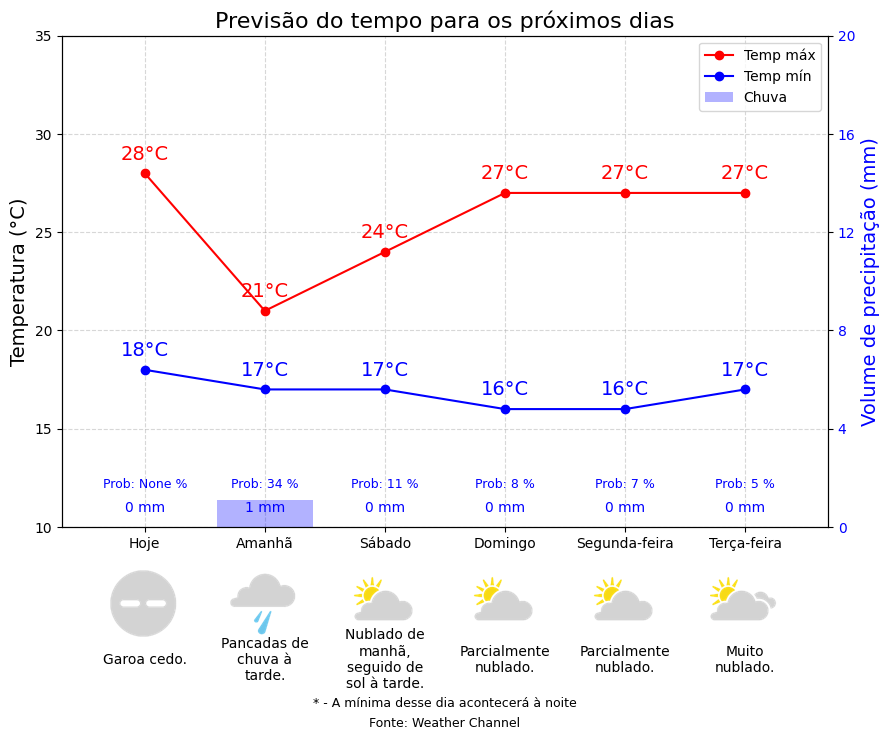 Previsão do tempo para os próximos dias
Temperatura (°C)
Volume de precipitação (mm)
35
30
25
20
15
10
20
16
12
8
4
0
Temp máx
Temp mín
Chuva
28°C
21°C
24°C
27°C
27°C
27°C
18°C
17°C
17°C
16°C
16°C
17°C
Prob: None %
Prob: 34 %
Prob: 11 %
Prob: 8 %
Prob: 7 %
Prob: 5 %
0 mm
1 mm
0 mm
0 mm
0 mm
0 mm
Hoje
Amanhã
Sábado
Domingo
Segunda-feira
Terça-feira
Garoa cedo.
Pancadas de
chuva à
tarde.
Nublado de
manhã,
seguido de
sol à tarde.
Parcialmente
nublado.
Parcialmente
nublado.
Muito
nublado.
* - A mínima desse dia acontecerá à noite
Fonte: Weather Channel